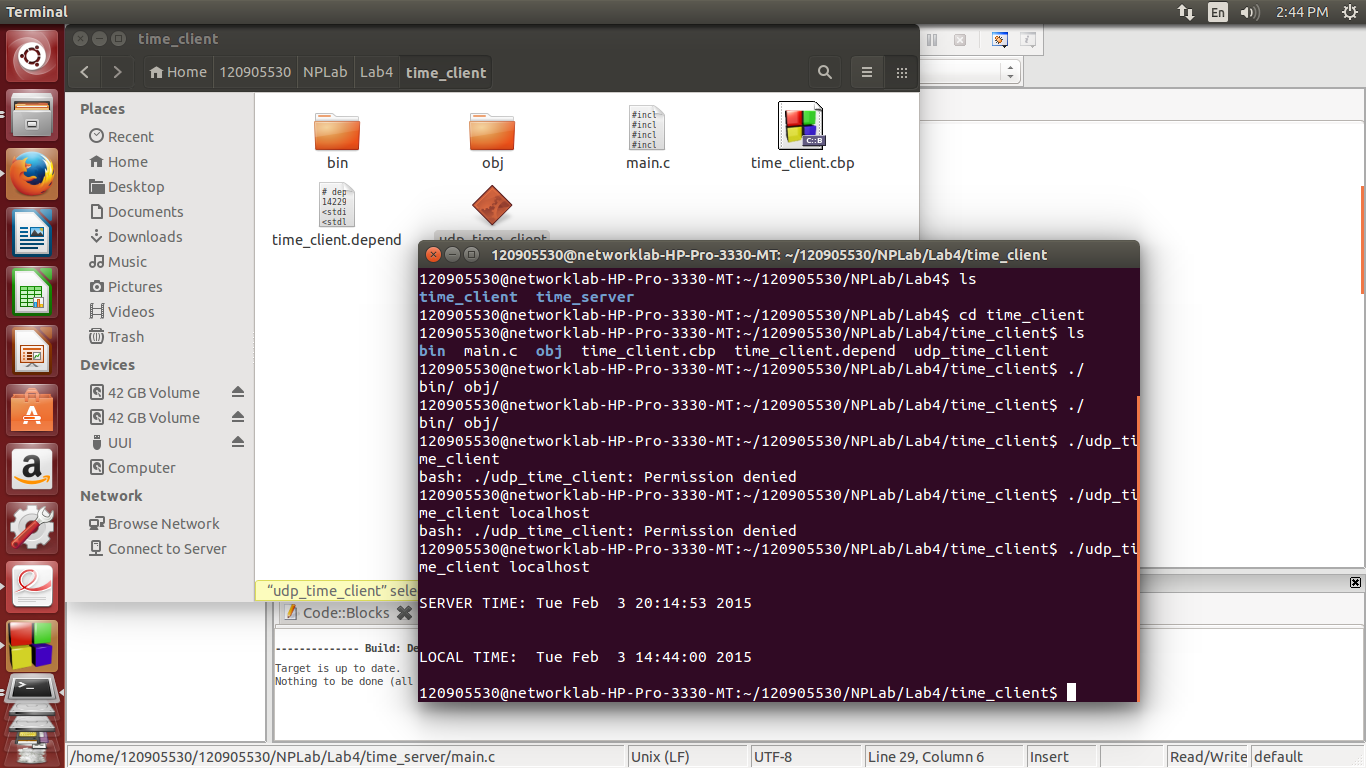 Terminal
En
2:44 PM
time_client
Home
120905530
NPLab
Lab4
time_client
Places
Recent
Home
Desktop
Documents
Downloads
Music
Pictures
Videos
Trash
Devices
42 GB Volume
42 GB Volume
UUI
Computer
Network
Browse Network
Connect to Server
bin
obj
#incl
#incl
#incl
#incl
main.c
C::B
time_client.cbp
# dep
14229
<stdi
<stdl
time_client.depend
udp_time_client
"udp_time_client" sele
120905530@networklab-HP-Pro-3330-MT: ~/120905530/NPLab/Lab4/time_client
120905530@networklab-HP-Pro-3330-MT:~/120905530/NPLab/Lab4$ ls
time_client  time_server
120905530@networklab-HP-Pro-3330-MT:~/120905530/NPLab/Lab4$ cd time_client
120905530@networklab-HP-Pro-3330-MT:~/120905530/NPLab/Lab4/time_client$ ls
bin  main.c  obj  time_client.cbp  time_client.depend  udp_time_client
120905530@networklab-HP-Pro-3330-MT:~/120905530/NPLab/Lab4/time_client$ ./
bin/ obj/
120905530@networklab-HP-Pro-3330-MT:~/120905530/NPLab/Lab4/time_client$ ./
bin/ obj/
120905530@networklab-HP-Pro-3330-MT:~/120905530/NPLab/Lab4/time_client$ ./udp_ti
me_client
bash: ./udp_time_client: Permission denied
120905530@networklab-HP-Pro-3330-MT:~/120905530/NPLab/Lab4/time_client$ ./udp_ti
me_client localhost
bash: ./udp_time_client: Permission denied
120905530@networklab-HP-Pro-3330-MT:~/120905530/NPLab/Lab4/time_client$ ./udp_ti
me_client localhost
SERVER TIME: Tue Feb  3 20:14:53 2015
LOCAL TIME:  Tue Feb  3 14:44:00 2015
120905530@networklab-HP-Pro-3330-MT:~/120905530/NPLab/Lab4/time_client$
Code::Blocks
-------------- Build: De
Target is up to date.
Nothing to be done (all
/home/120905530/120905530/NPLab/Lab4/time_server/main.c
Unix (LF)
UTF-8
Line 29, Column 6
Insert
Read/Write
default